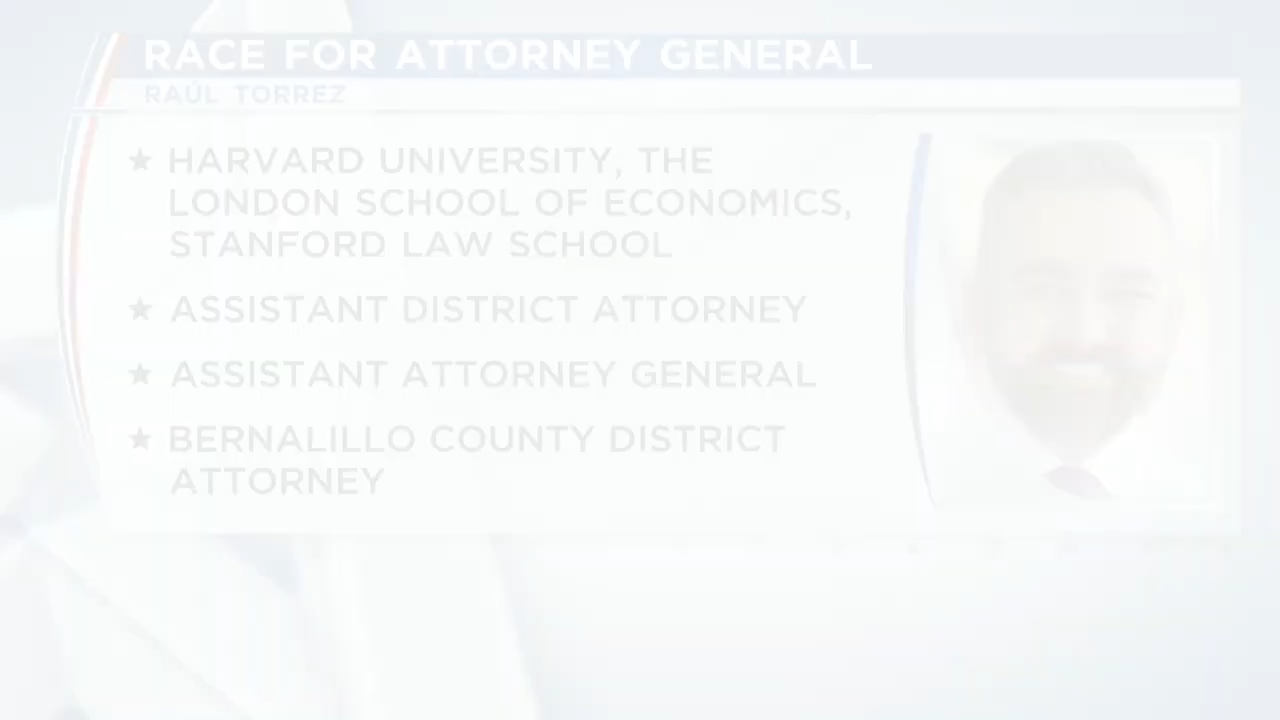 RACE FOR ATTORNEY GENERAL
RAÚL TORREZ
★ HARVARD UNIVERSITY, THE
LONDON SCHOOL OF ECONOMICS,
STANFORD LAW SCHOOL
★ ASSISTANT DISTRICT ATTORNEY
★ ASSISTANT ATTORNEY GENERAL
★ BERNALILLO COUNTY DISTRICT
ATTORNEY